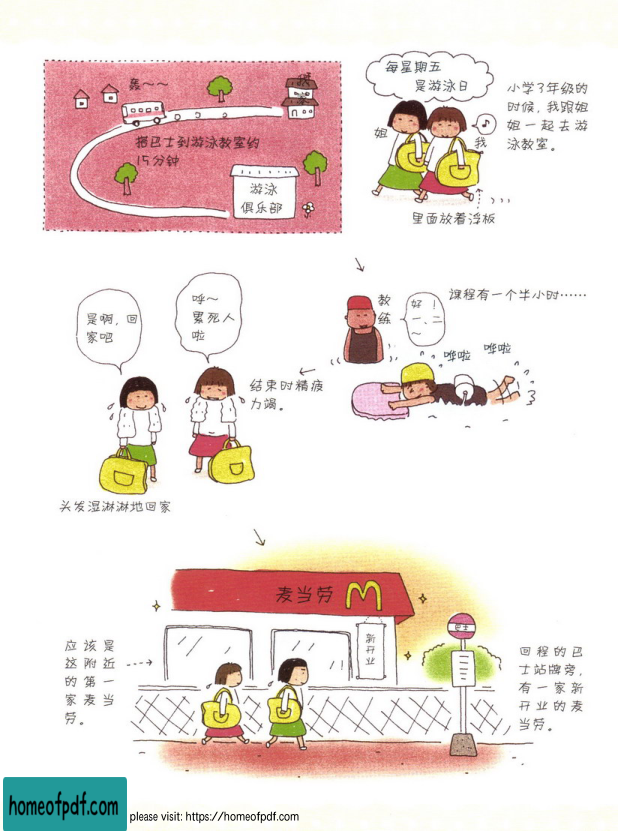 每星期五
是游泳日
小学3年级的
时候，我跟姐
姐一起去游
泳教室。
姐
我
里面放着浮板
轰～～
搭巴士到游泳教室约
15分钟
游泳
俱乐部
课程有一个半小时……
教练
好！
一、二
～
哗啦
哗啦
结束时精疲
力竭。
呼～
累死人
啦
是啊，回
家吧
头发湿淋淋地回家
麦当劳
新开业
巴士
回程的巴
士站牌旁，
有一家新
开业的麦
当劳。
应该是
这附近
的第一
家麦当
劳。
homeofpdf.com
please visit: https://homeofpdf.com